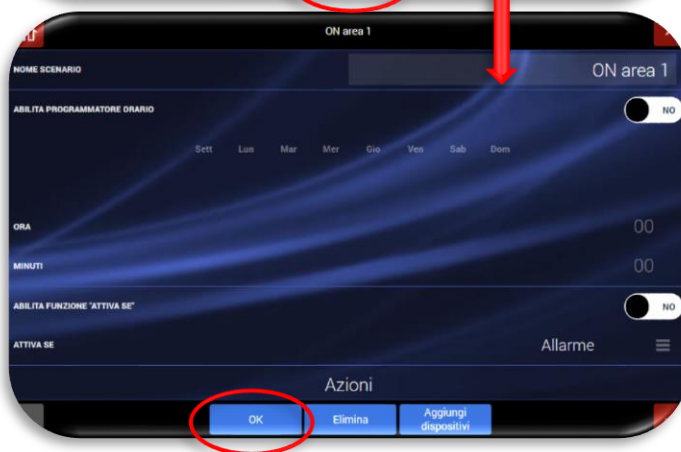 ON area 1
NOME SCENARIO
ON area 1
ABILITA PROGRAMMATORE ORARIO
NO
Sett Lun Mar Mer Gio Ven Sab Dom
ORA
00
MINUTI
00
ABILITA FUNZIONE "ATTIVA SE"
NO
ATTIVA SE
Allarme
Azioni
OK
Elimina
Aggiungi
dispositivi